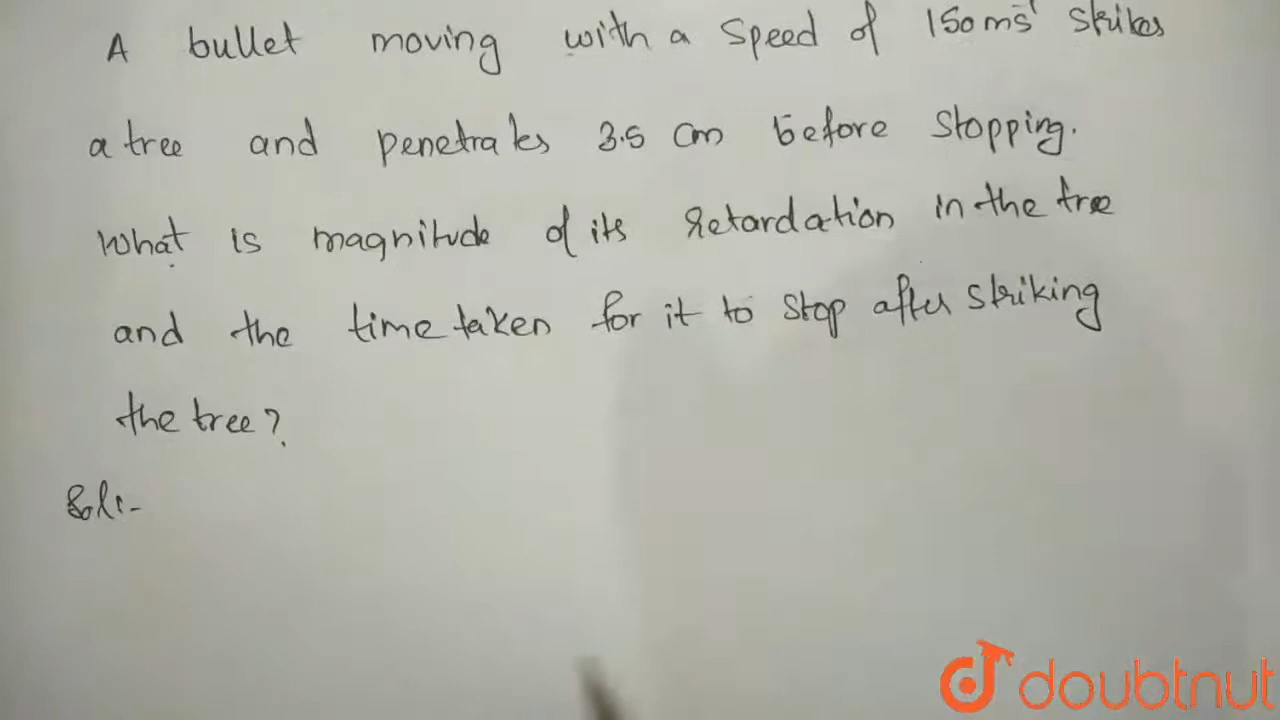 A bullet moving with a speed of 150 ms⁻¹ strikes
a tree and penetrates 3.5 cm before stopping.
What is magnitude of its retardation in the tree
and the time taken for it to stop after striking
the tree?
Sol:-
doubtnut